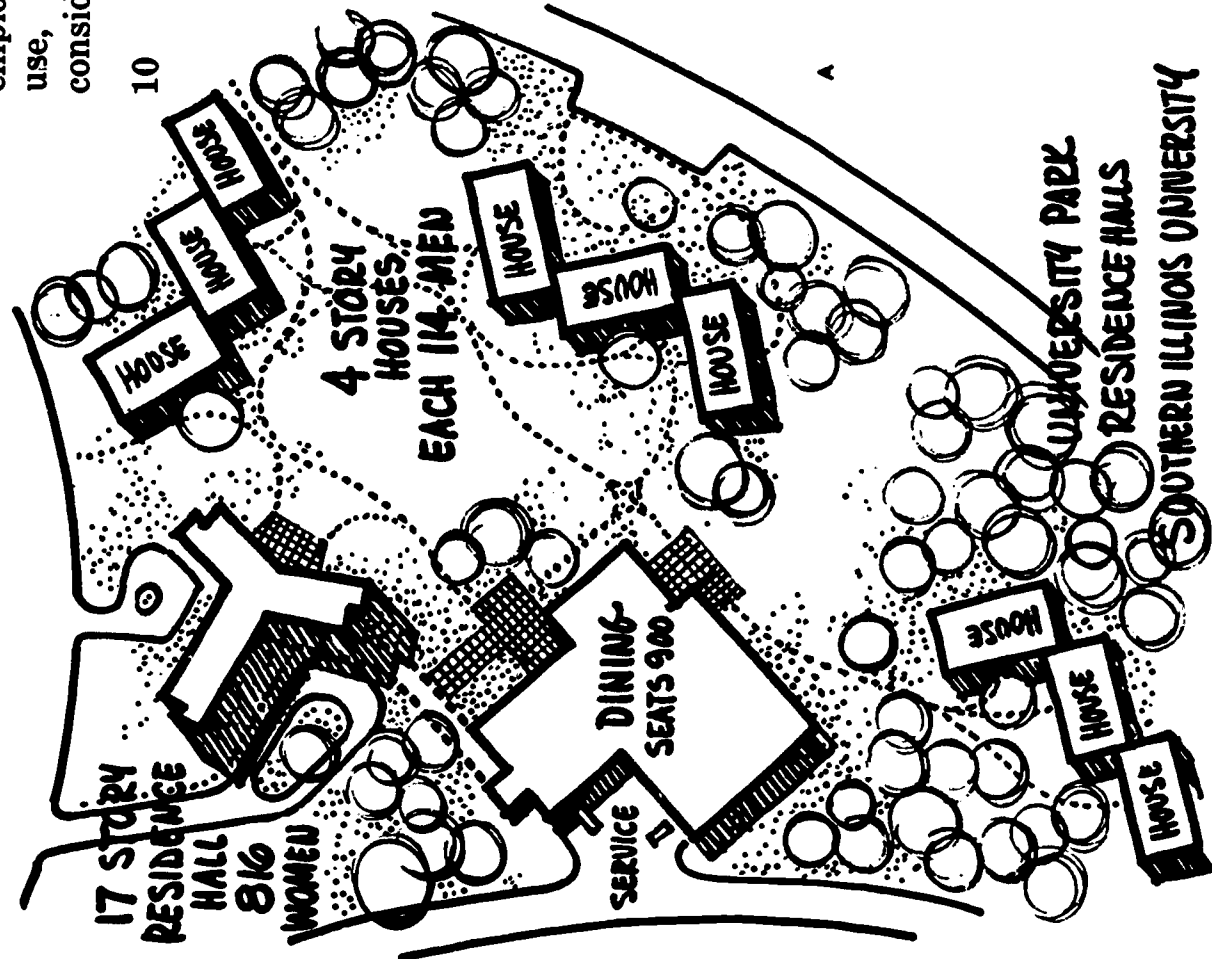 use,
10
17 STORY
RESIDENCE
HALL
816
WOMEN
HOUSE
HOUSE
HOUSE
4 STORY
HOUSES
EACH 114 MEN
HOUSE
HOUSE
HOUSE
DINING
SEATS 900
SERVICE
HOUSE
HOUSE
HOUSE
A
UNIVERSITY PARK
RESIDENCE HALLS
SOUTHERN ILLINOIS UNIVERSITY